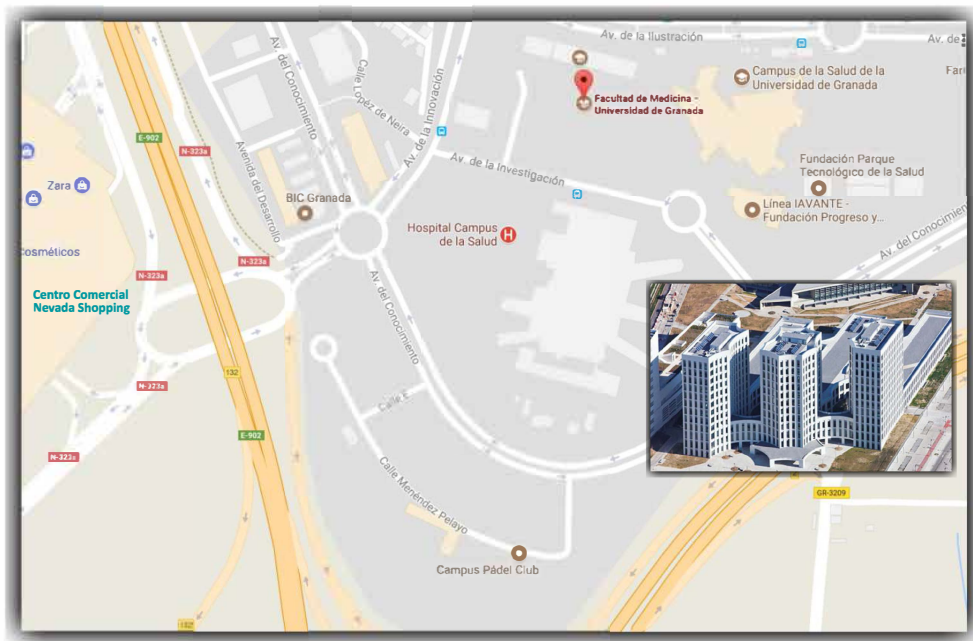 Av. de la Ilustración
Av. de
Av. del Conocimiento
Calle Lopéz de Neira
Av. de la Innovación
Facultad de Medicina -
Universidad de Granada
Campus de la Salud de la
Universidad de Granada
E-902
N-323a
Avenida del Desarrollo
Av. de la Investigación
Fundación Parque
Tecnológico de la Salud
Zara
BIC Granada
Línea IAVANTE -
Fundación Progreso y...
Hospital Campus
de la Salud
H
Av. del Conocimiento
Cosméticos
N-323a
N-323a
Centro Comercial
Nevada Shopping
Av. del Conocimiento
132
N-323a
Calle E
E-902
N-323a
Calle Menéndez Pelayo
GR-3209
Campus Pádel Club
132